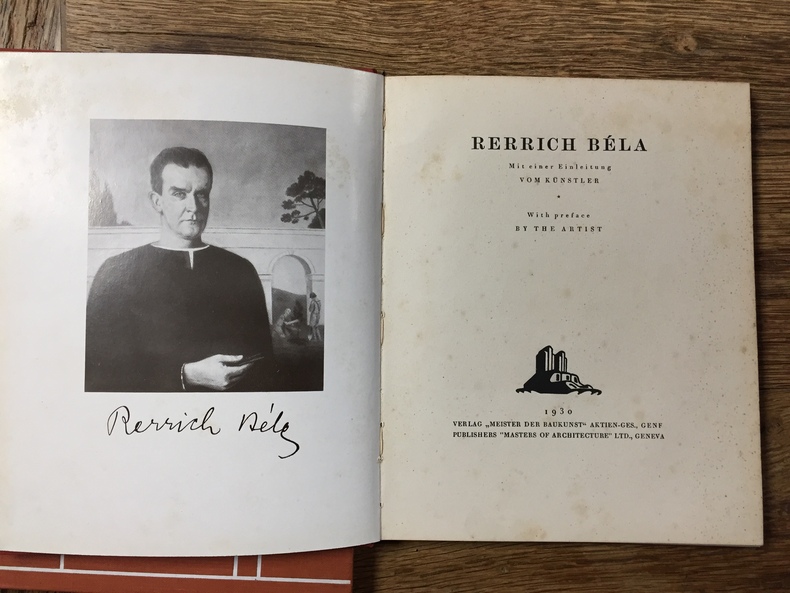 Rerrich Béla
RERRICH BÉLA
Mit einer Einleitung
VOM KÜNSTLER
With preface
BY THE ARTIST
1930
VERLAG „MEISTER DER BAUKUNST“ AKTIEN-GES., GENF
PUBLISHERS "MASTERS OF ARCHITECTURE" LTD., GENEVA